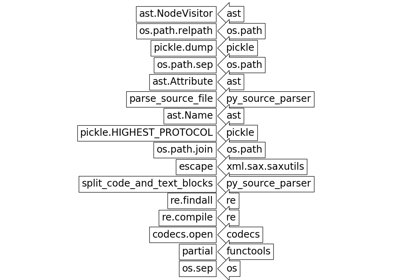 ast.NodeVisitor ast
os.path.relpath os.path
pickle.dump pickle
os.path.sep os.path
ast.Attribute ast
parse_source_file py_source_parser
ast.Name ast
pickle.HIGHEST_PROTOCOL pickle
os.path.join os.path
escape xml.sax.saxutils
split_code_and_text_blocks py_source_parser
re.findall re
re.compile re
codecs.open codecs
partial functools
os.sep os